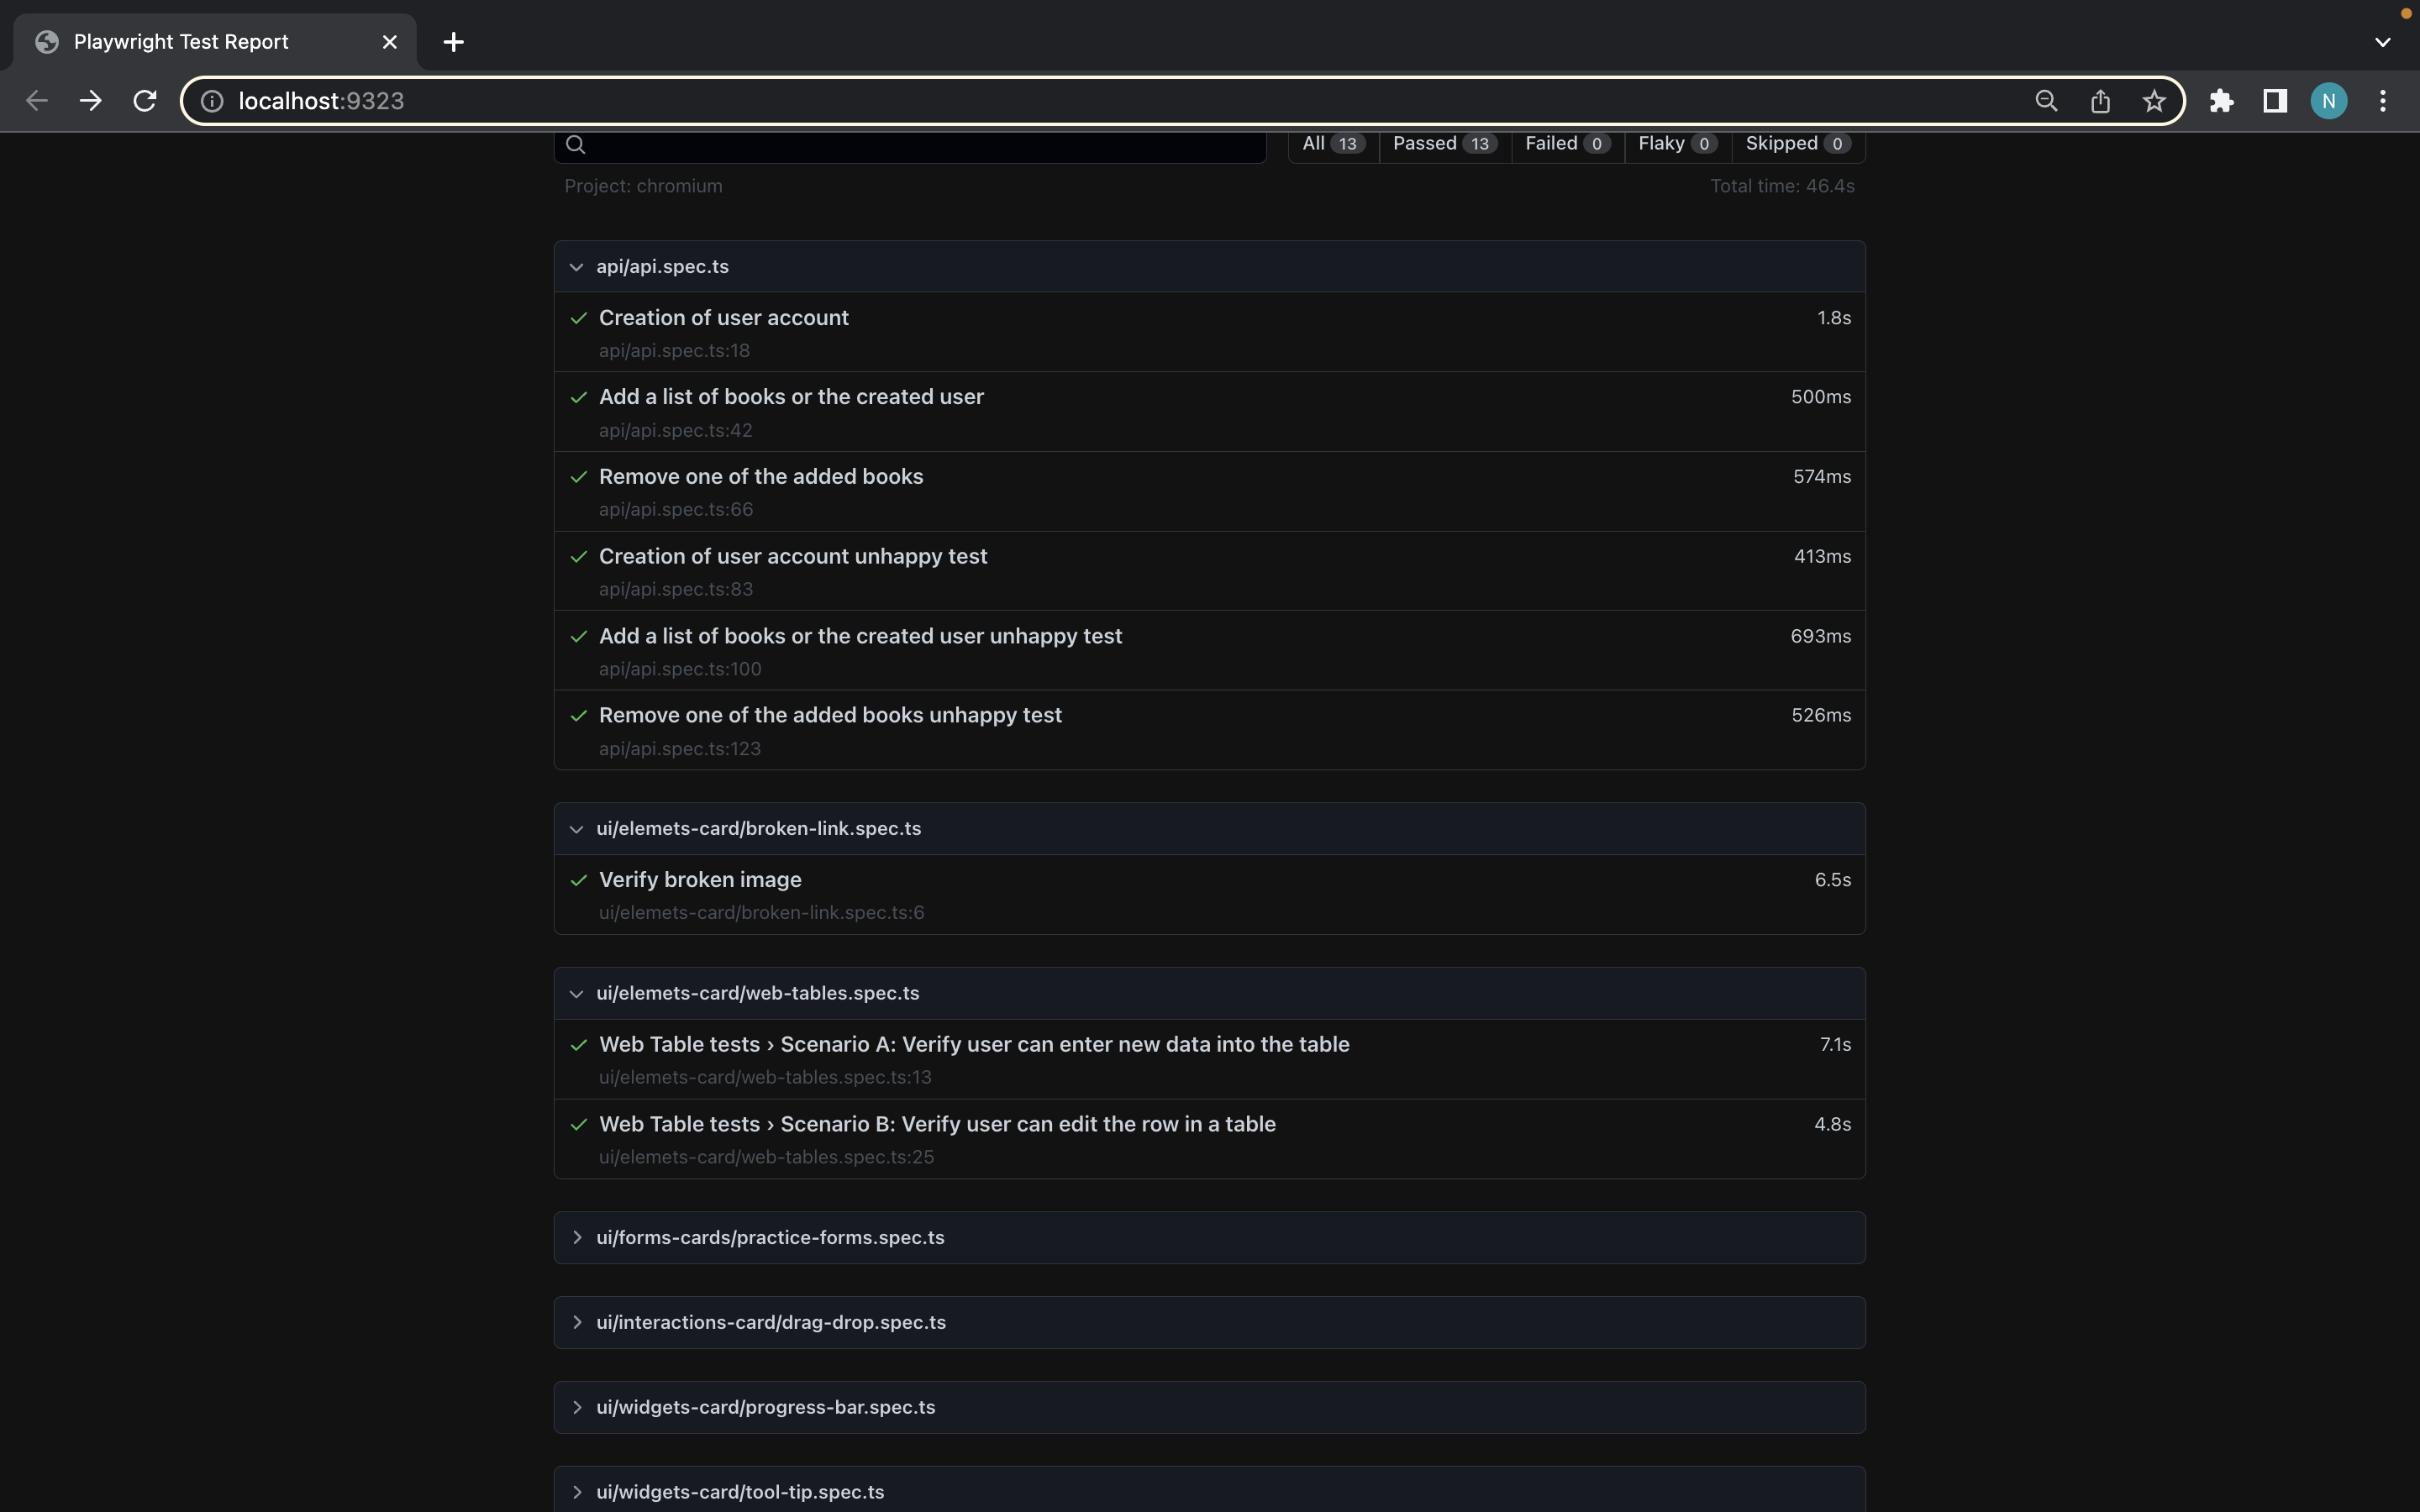 Playwright Test Report
localhost:9323
N
All 13 Passed 13 Failed 0 Flaky 0 Skipped 0
Project: chromium Total time: 46.4s
api/api.spec.ts
Creation of user account 1.8s
api/api.spec.ts:18
Add a list of books or the created user 500ms
api/api.spec.ts:42
Remove one of the added books 574ms
api/api.spec.ts:66
Creation of user account unhappy test 413ms
api/api.spec.ts:83
Add a list of books or the created user unhappy test 693ms
api/api.spec.ts:100
Remove one of the added books unhappy test 526ms
api/api.spec.ts:123
ui/elemets-card/broken-link.spec.ts
Verify broken image 6.5s
ui/elemets-card/broken-link.spec.ts:6
ui/elemets-card/web-tables.spec.ts
Web Table tests › Scenario A: Verify user can enter new data into the table 7.1s
ui/elemets-card/web-tables.spec.ts:13
Web Table tests › Scenario B: Verify user can edit the row in a table 4.8s
ui/elemets-card/web-tables.spec.ts:25
ui/forms-cards/practice-forms.spec.ts
ui/interactions-card/drag-drop.spec.ts
ui/widgets-card/progress-bar.spec.ts
ui/widgets-card/tool-tip.spec.ts